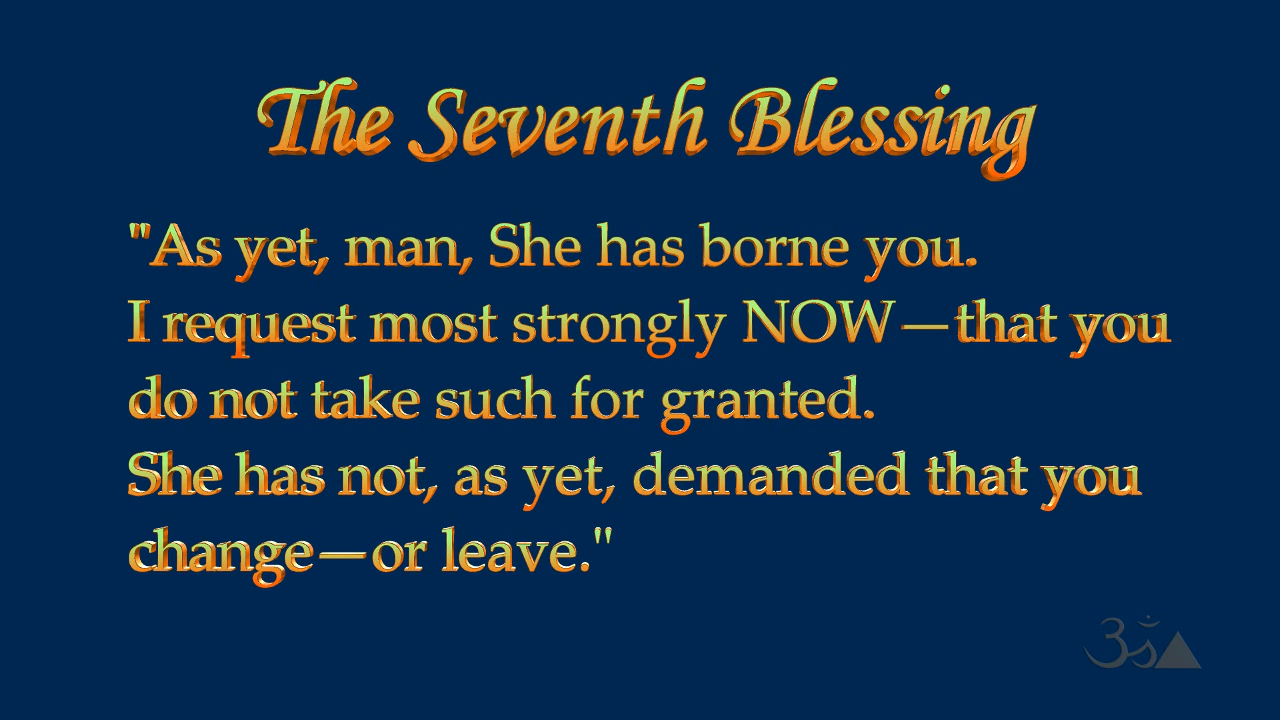 The Seventh Blessing
"As yet, man, She has borne you.
I request most strongly NOW—that you
do not take such for granted.
She has not, as yet, demanded that you
change—or leave."